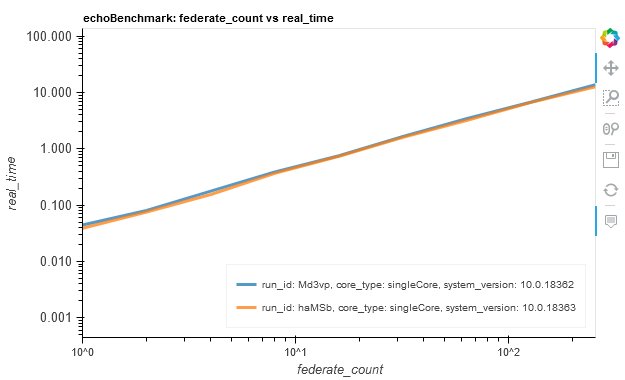 echoBenchmark: federate_count vs real_time
100.000
10.000
1.000
0.100
0.010
0.001
real_time
run_id: Md3vp, core_type: singleCore, system_version: 10.0.18362
run_id: haMSb, core_type: singleCore, system_version: 10.0.18363
10^0
10^1
10^2
federate_count